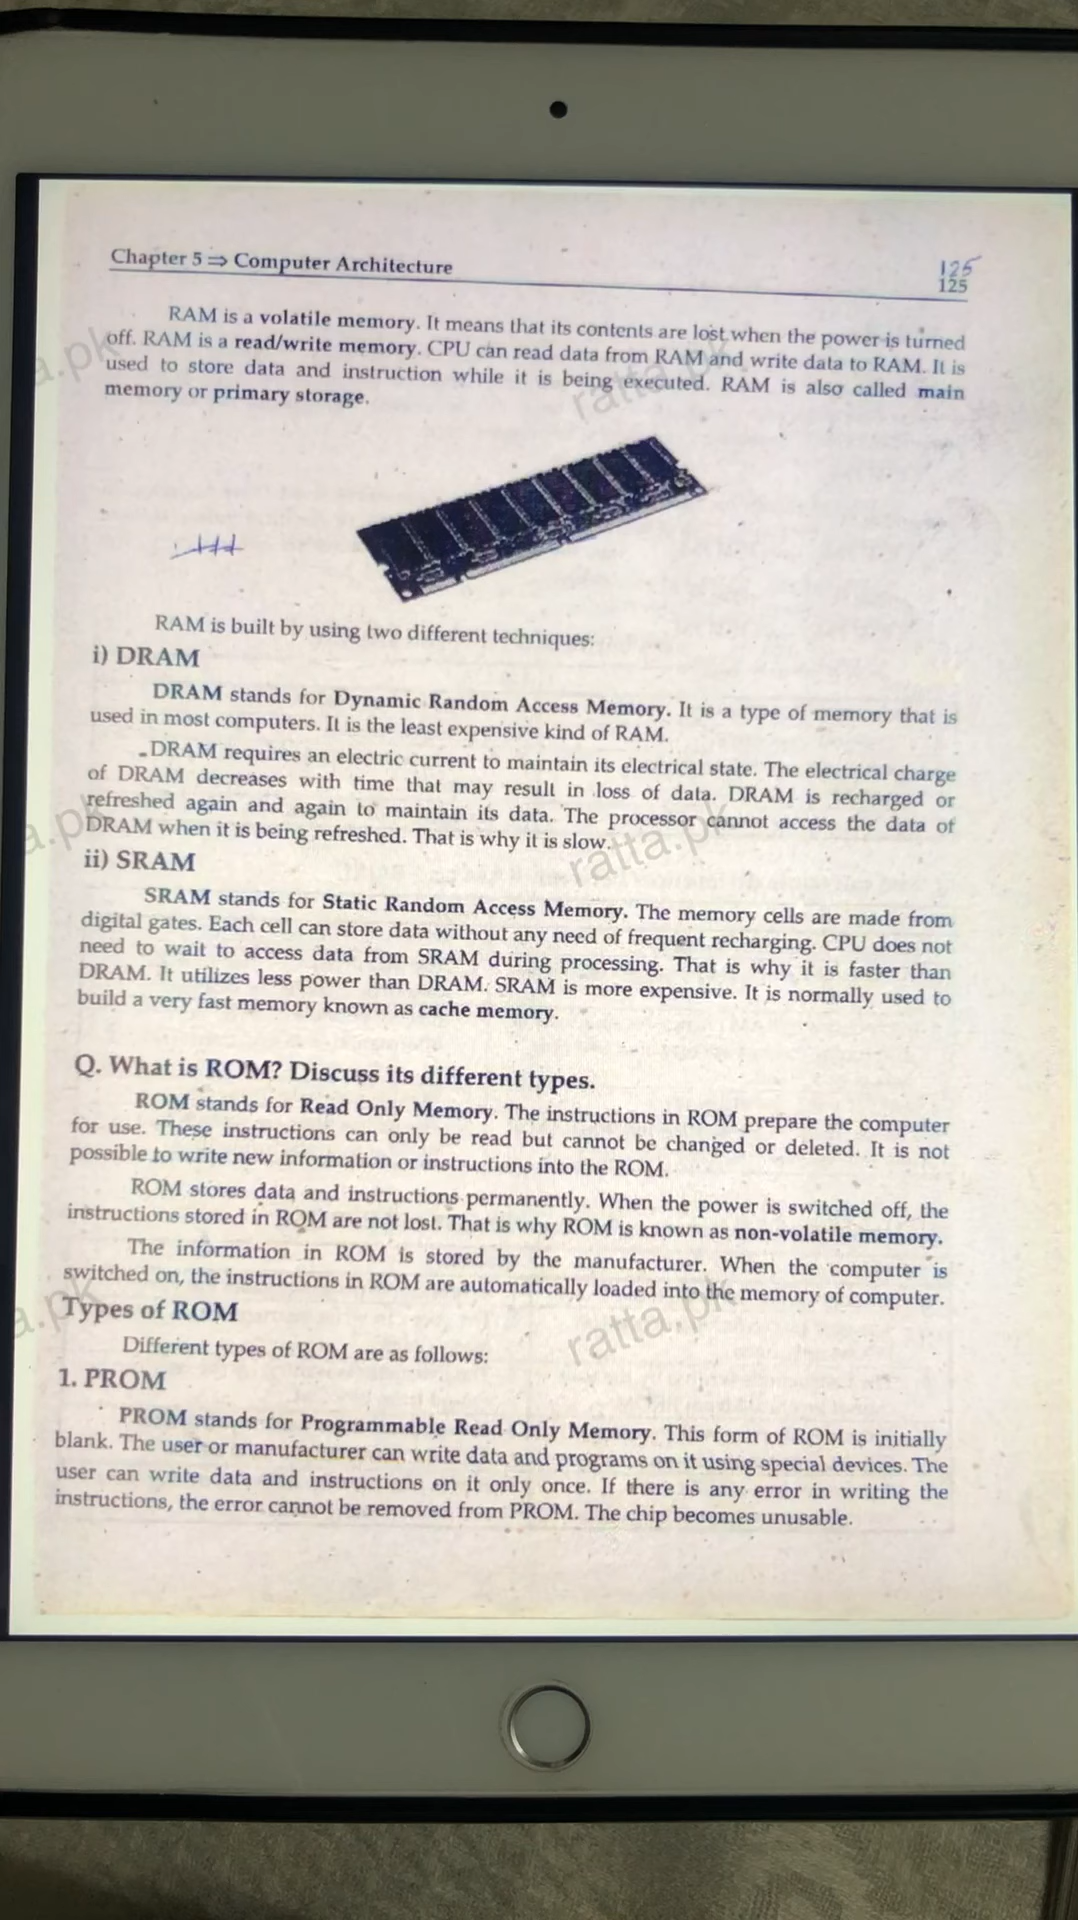 Chapter 5 ⇒ Computer Architecture
125
125
RAM is a volatile memory. It means that its contents are lost when the power is turned
off. RAM is a read/write memory. CPU can read data from RAM and write data to RAM. It is
used to store data and instruction while it is being executed. RAM is also called main
memory or primary storage.
RAM is built by using two different techniques:
i) DRAM
DRAM stands for Dynamic Random Access Memory. It is a type of memory that is
used in most computers. It is the least expensive kind of RAM.
DRAM requires an electric current to maintain its electrical state. The electrical charge
of DRAM decreases with time that may result in loss of data. DRAM is recharged or
refreshed again and again to maintain its data. The processor cannot access the data of
DRAM when it is being refreshed. That is why it is slow.
ii) SRAM
SRAM stands for Static Random Access Memory. The memory cells are made from
digital gates. Each cell can store data without any need of frequent recharging. CPU does not
need to wait to access data from SRAM during processing. That is why it is faster than
DRAM. It utilizes less power than DRAM. SRAM is more expensive. It is normally used to
build a very fast memory known as cache memory.
Q. What is ROM? Discuss its different types.
ROM stands for Read Only Memory. The instructions in ROM prepare the computer
for use. These instructions can only be read but cannot be changed or deleted. It is not
possible to write new information or instructions into the ROM.
ROM stores data and instructions permanently. When the power is switched off, the
instructions stored in ROM are not lost. That is why ROM is known as non-volatile memory.
The information in ROM is stored by the manufacturer. When the computer is
switched on, the instructions in ROM are automatically loaded into the memory of computer.
Types of ROM
Different types of ROM are as follows:
1. PROM
PROM stands for Programmable Read Only Memory. This form of ROM is initially
blank. The user or manufacturer can write data and programs on it using special devices. The
user can write data and instructions on it only once. If there is any error in writing the
instructions, the error cannot be removed from PROM. The chip becomes unusable.
a.pk
ratta.pk
a.pk
ratta.pk
a.pk
ratta.pk